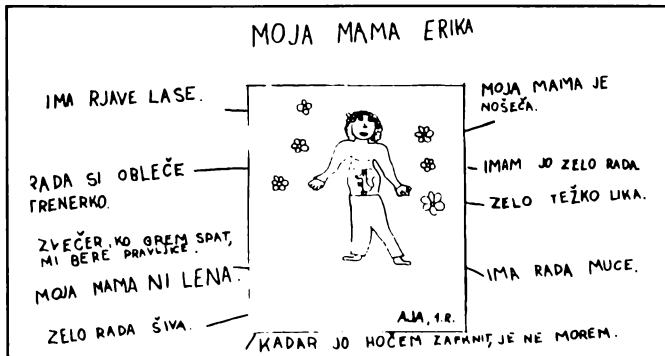 MOJA MAMA ERIKA
IMA RJAVE LASE.
RADA SI OBLEČE
TRENERKO.
ZVEČER, KO GREM SPAT,
MI BERE PRAVLJICE.
MOJA MAMA NI LENA.
ZELO RADA ŠIVA.
MOJA MAMA JE
NOŠEČA.
IMAM JO ZELO RADA
ZELO TEŽKO LIKA.
IMA RADA MUCE.
AJA, 1.R.
KADAR JO HOČEM ZAPKNIT, JE NE MOREM.